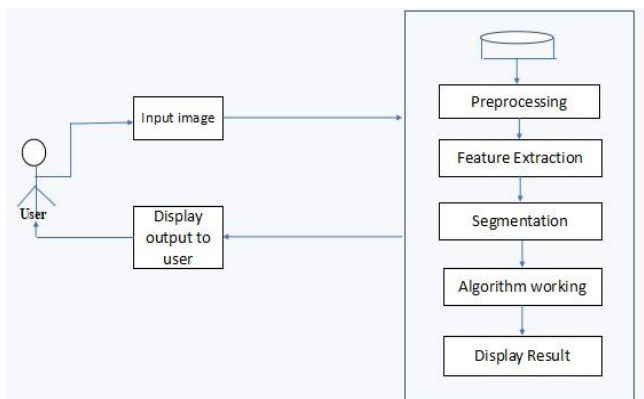 Input image
User
Display
output to
user
Preprocessing
Feature Extraction
Segmentation
Algorithm working
Display Result